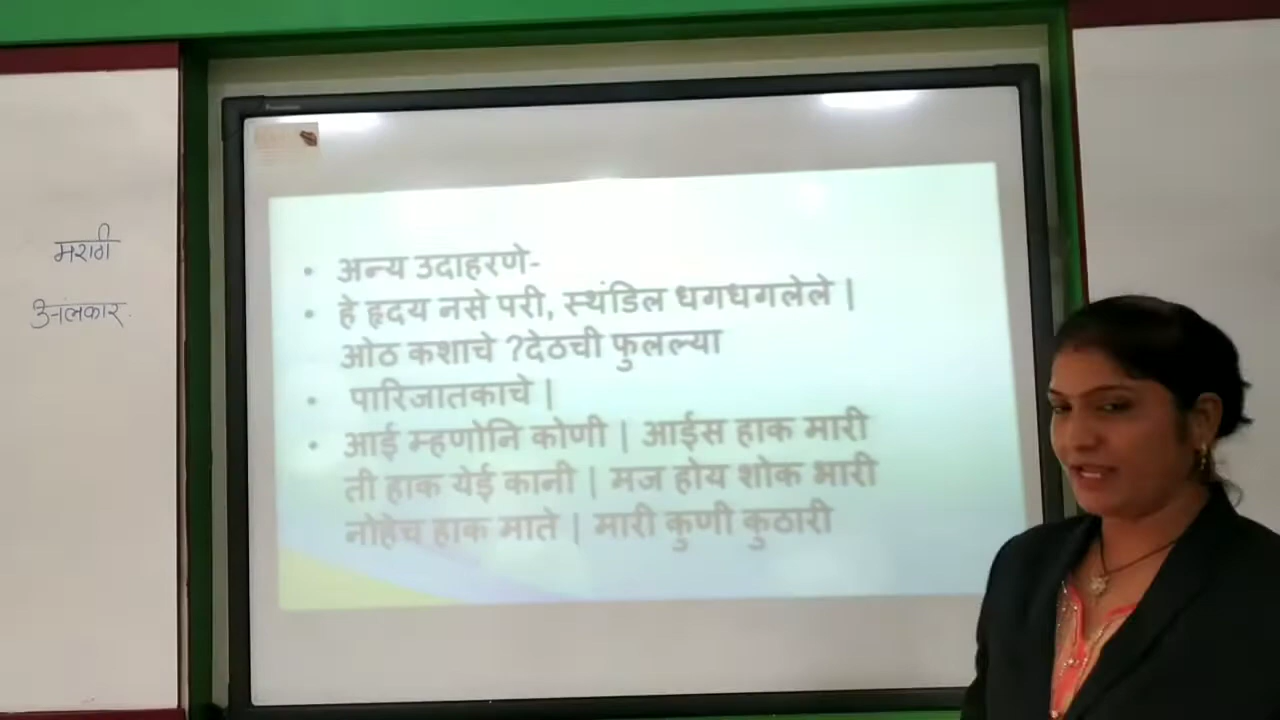 मराठी
अलंकार.
• अन्य उदाहरणे-
• हे हृदय नसे परी, स्थंडिल धगधगलेले |
ओठ कशाचे ?देठची फुलल्या
• पारिजातकाचे |
• आई म्हणोनि कोणी | आईस हाक मारी
ती हाक येई कानी | मज होय शोक भारी
नोहेच हाक माते | मारी कुणी कुठारी